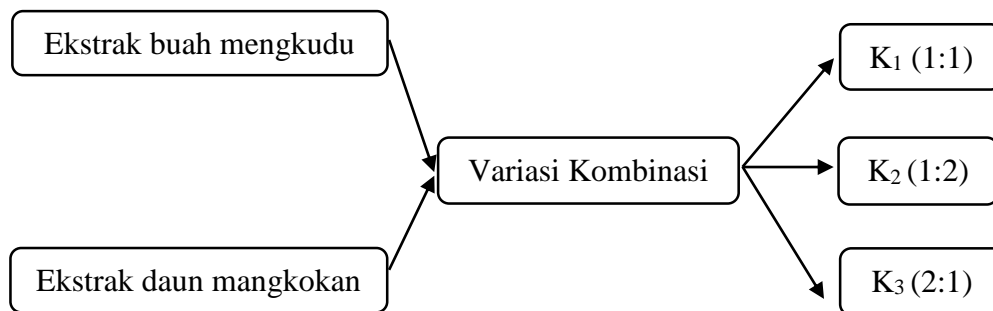 Ekstrak buah mengkudu
Ekstrak daun mangkokan
Variasi Kombinasi
K₁ (1:1)
K₂ (1:2)
K₃ (2:1)